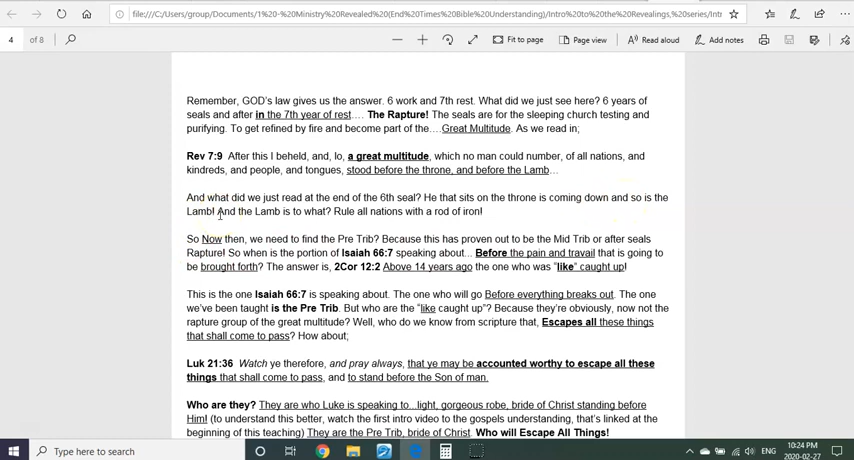 file:///C:/Users/group/Documents/1%20-%20Ministry%20Revealed%20(End%20Times%20Bible%20Understanding)/Intro%20to%20the%20Revealings,%20series/Intr
4 of 8
Fit to page
Page view
Read aloud
Add notes
Remember, GOD's law gives us the answer. 6 work and 7th rest. What did we just see here? 6 years of
seals and after in the 7th year of rest…. The Rapture! The seals are for the sleeping church testing and
purifying. To get refined by fire and become part of the….Great Multitude. As we read in;
Rev 7:9 After this I beheld, and, lo, a great multitude, which no man could number, of all nations, and
kindreds, and people, and tongues, stood before the throne, and before the Lamb…
And what did we just read at the end of the 6th seal? He that sits on the throne is coming down and so is the
Lamb! And the Lamb is to what? Rule all nations with a rod of iron!
So Now then, we need to find the Pre Trib? Because this has proven out to be the Mid Trib or after seals
Rapture! So when is the portion of Isaiah 66:7 speaking about... Before the pain and travail that is going to
be brought forth? The answer is, 2Cor 12:2 Above 14 years ago the one who was "like" caught up!
This is the one Isaiah 66:7 is speaking about. The one who will go Before everything breaks out. The one
we've been taught is the Pre Trib. But who are the "like caught up"? Because they're obviously, now not the
rapture group of the great multitude? Well, who do we know from scripture that, Escapes all these things
that shall come to pass? How about;
Luk 21:36 Watch ye therefore, and pray always, that ye may be accounted worthy to escape all these
things that shall come to pass, and to stand before the Son of man.
Who are they? They are who Luke is speaking to...light, gorgeous robe, bride of Christ standing before
Him! (to understand this better, watch the first intro video to the gospels understanding, that's linked at the
beginning of this teaching) They are the Pre Trib, bride of Christ. Who will Escape All Things!
Type here to search
ENG
10:24 PM
2020-02-27